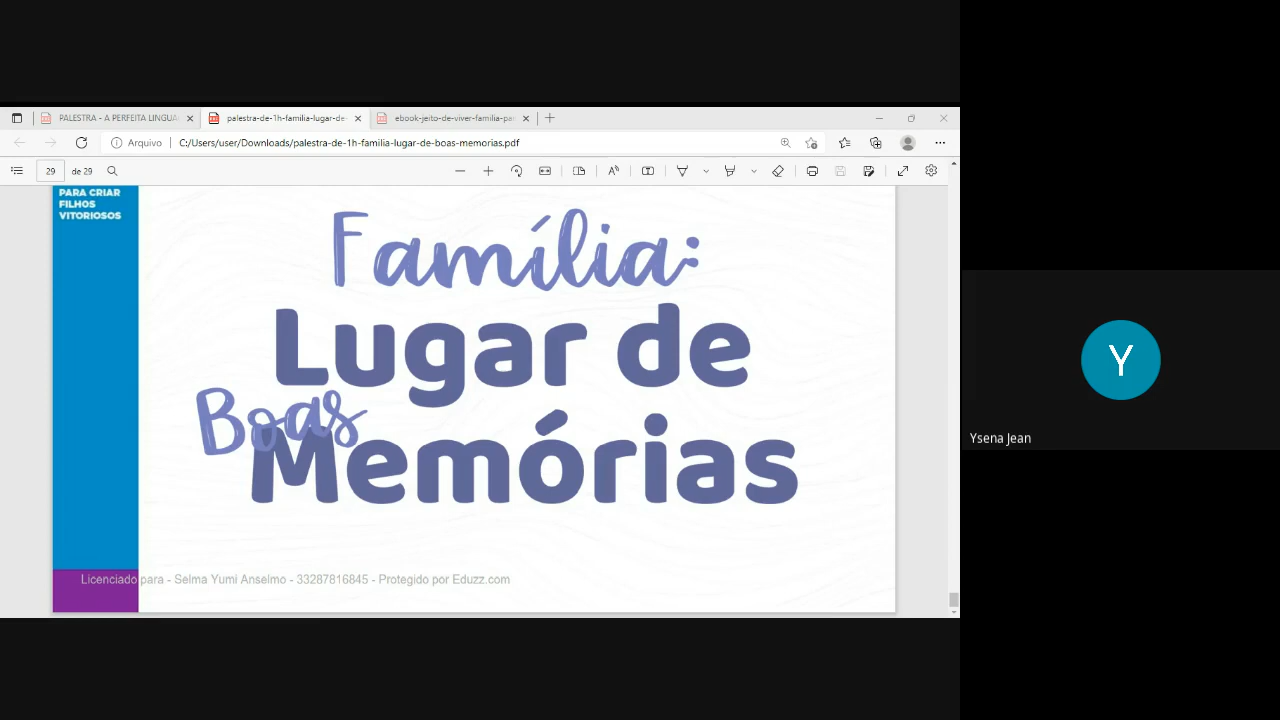 PALESTRA - A PERFEITA LINGUA
palestra-de-1h-familia-lugar-de-
ebook-jeito-de-viver-familia-pa
Arquivo
C:/Users/user/Downloads/palestra-de-1h-familia-lugar-de-boas-memorias.pdf
29
de 29
PARA CRIAR
FILHOS
VITORIOSOS
Família:
Lugar de
Boas
Memórias
Licenciado para - Selma Yumi Anselmo - 33287816845 - Protegido por Eduzz.com
Y
Ysena Jean